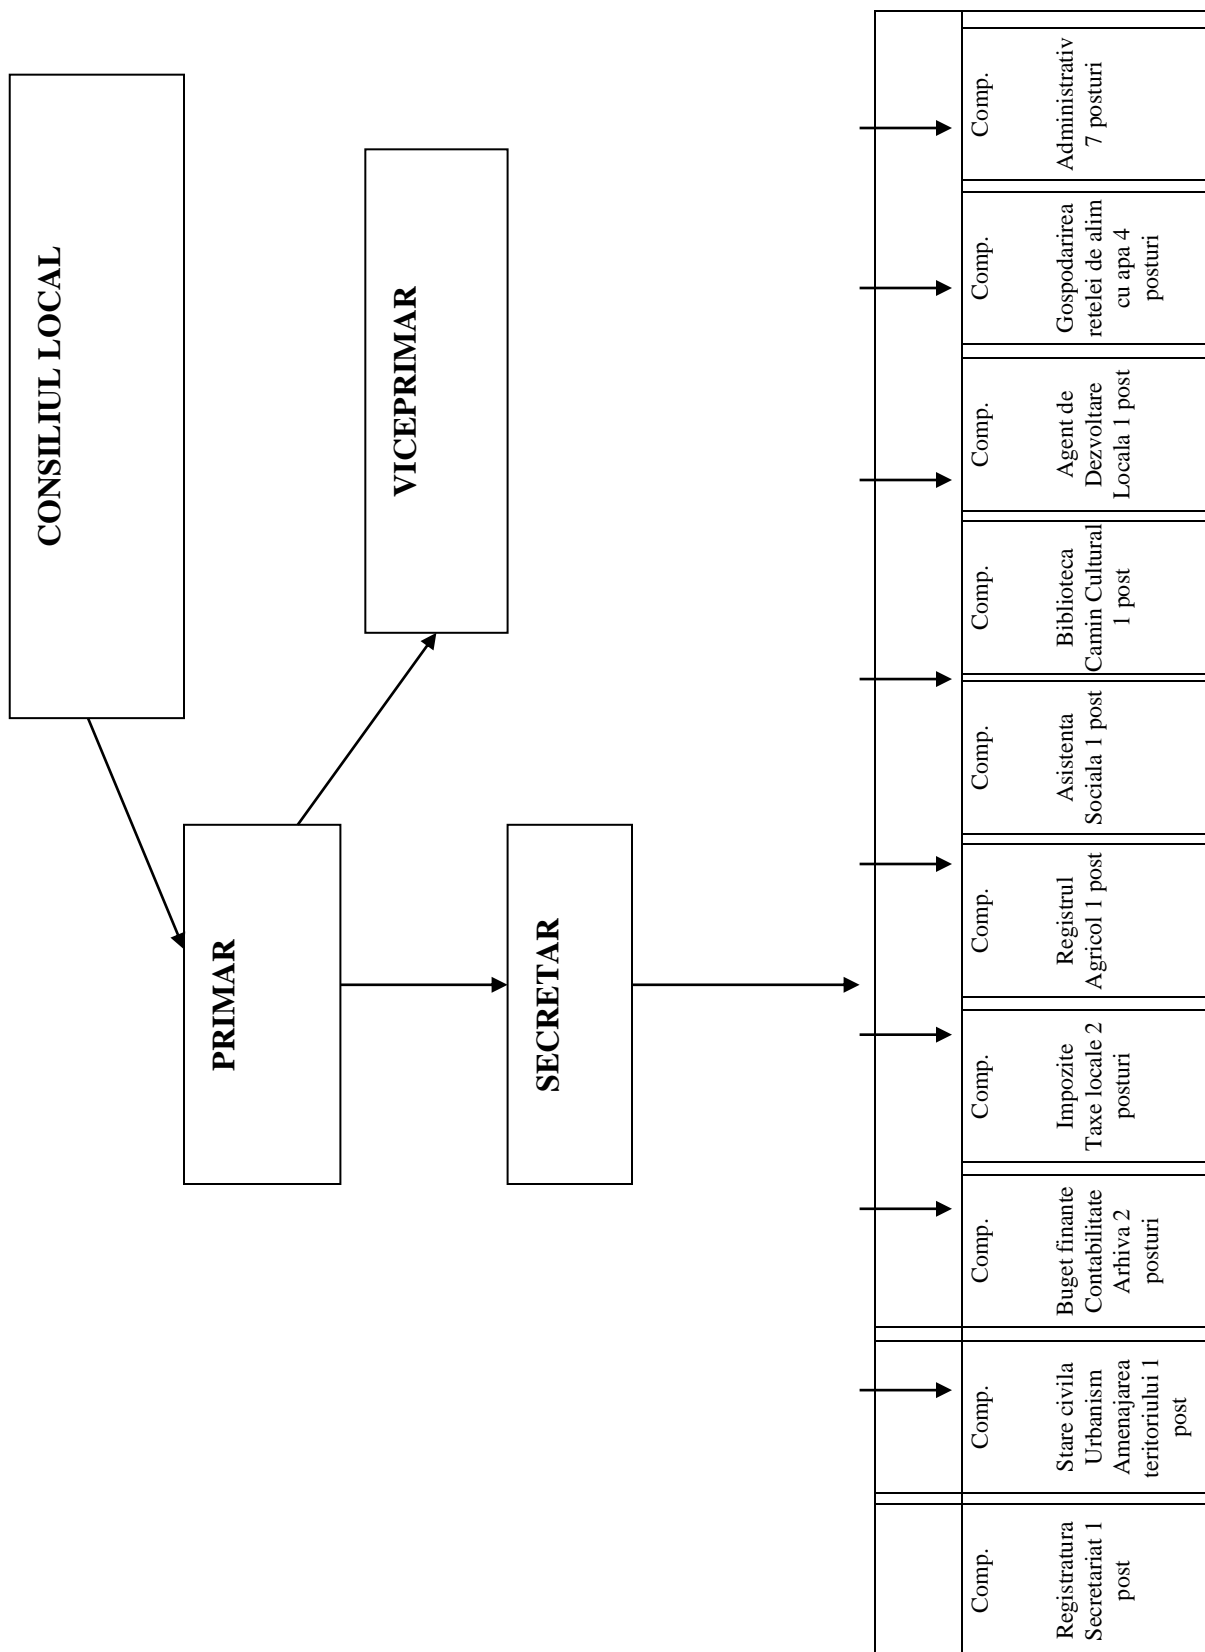 CONSILIUL LOCAL
PRIMAR
VICEPRIMAR
SECRETAR
Comp.
Registratura
Secretariat 1
post
Comp.
Stare civila
Urbanism
Amenajarea
teritoriului 1
post
Comp.
Buget finante
Contabilitate
Arhiva 2
posturi
Comp.
Impozite
Taxe locale 2
posturi
Comp.
Registrul
Agricol 1 post
Comp.
Asistenta
Sociala 1 post
Comp.
Biblioteca
Camin Cultural
1 post
Comp.
Agent de
Dezvoltare
Locala 1 post
Comp.
Gospodarirea
retelei de alim
cu apa 4
posturi
Comp.
Administrativ
7 posturi